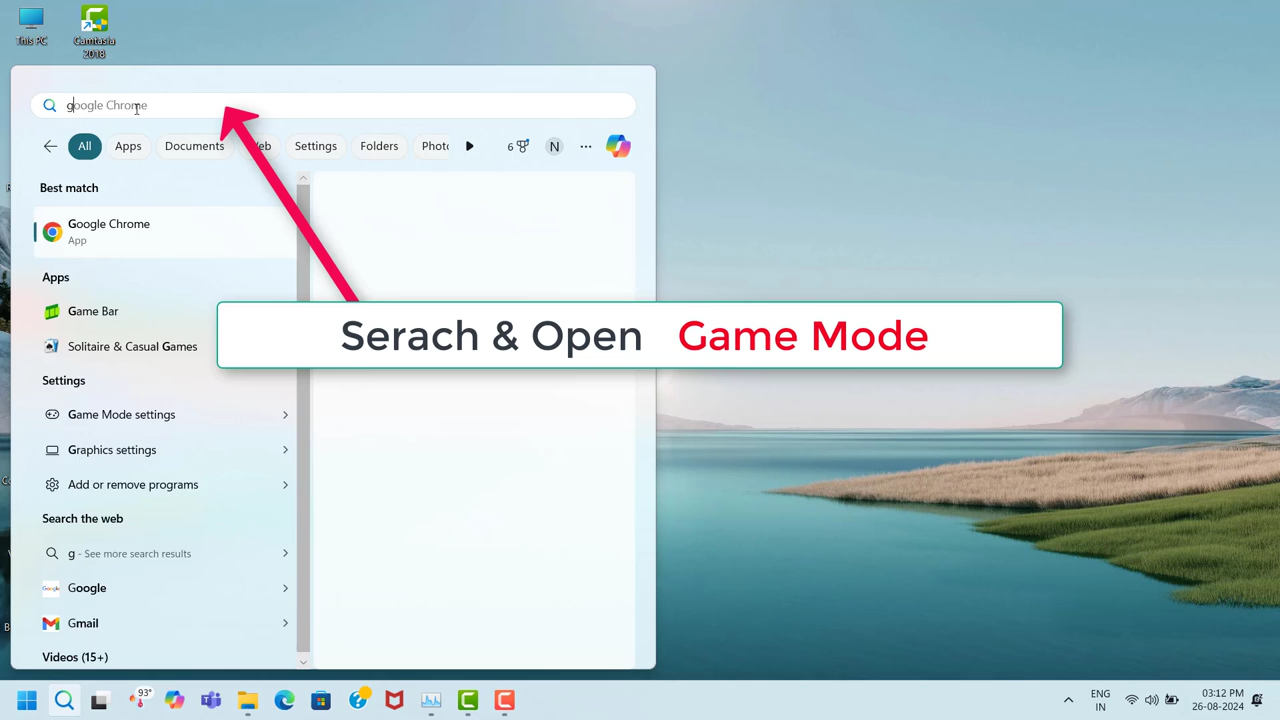 This PC
Camtasia 2018
google Chrome
All Apps Documents Web Settings Folders 6 N ...
Best match
Google Chrome
App
Apps
Game Bar
Solitaire & Casual Games
Serach & Open Game Mode
Settings
Game Mode settings
Graphics settings
Add or remove programs
Search the web
g - See more search results
Google
Gmail
Videos (15+)
93°
ENG
IN
03:12 PM
26-08-2024